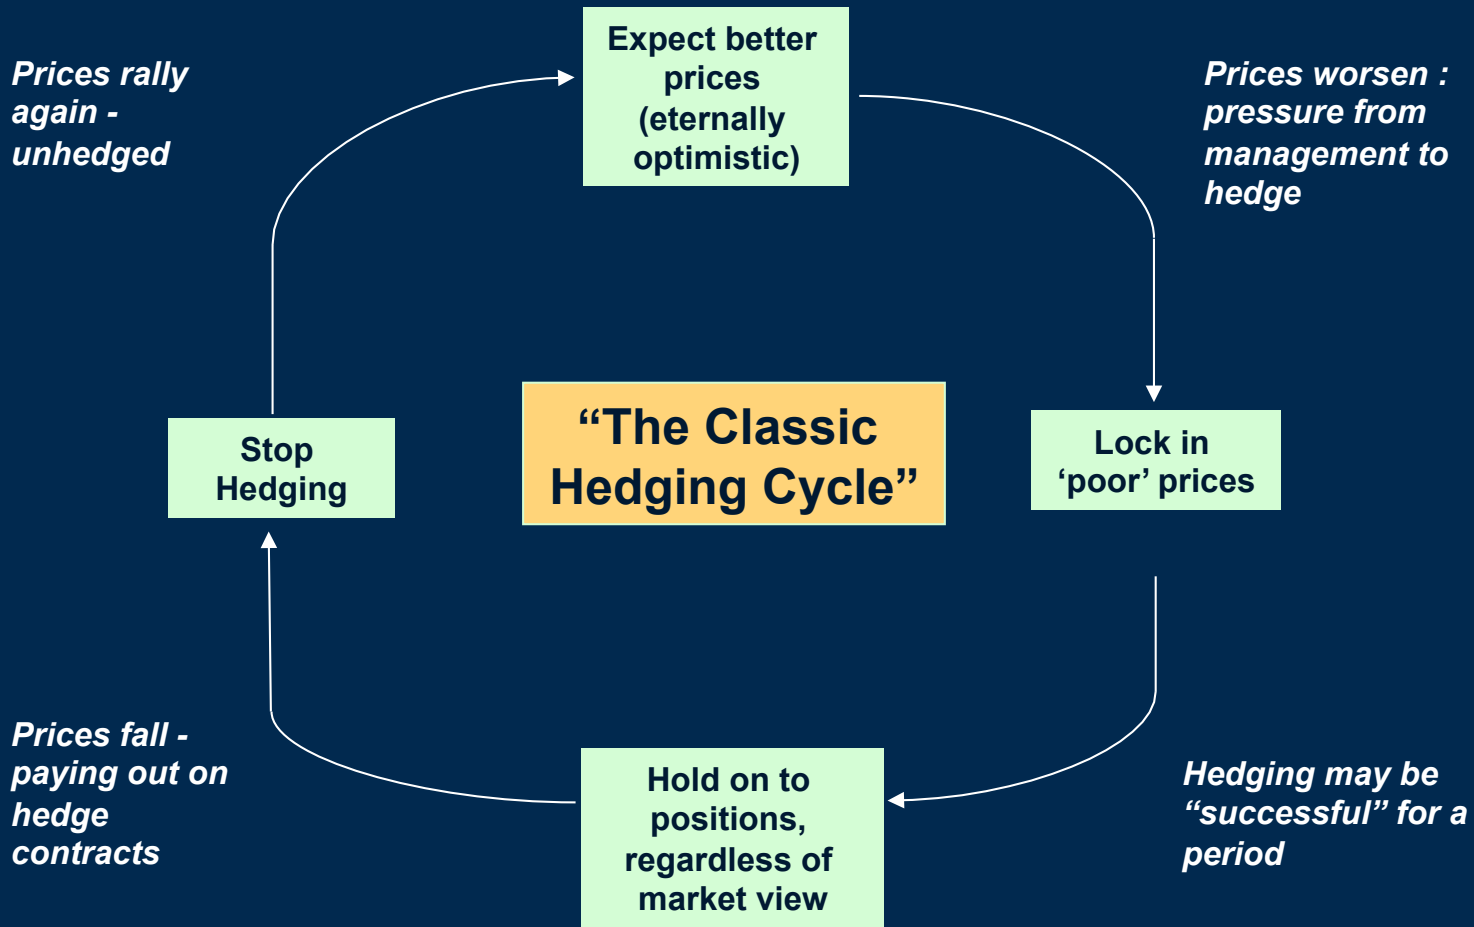 Expect better
prices
(eternally
optimistic)
Prices rally
again -
unhedged
Prices worsen :
pressure from
management to
hedge
“The Classic
Hedging Cycle”
Stop
Hedging
Lock in
‘poor’ prices
Prices fall -
paying out on
hedge
contracts
Hold on to
positions,
regardless of
market view
Hedging may be
“successful” for a
period